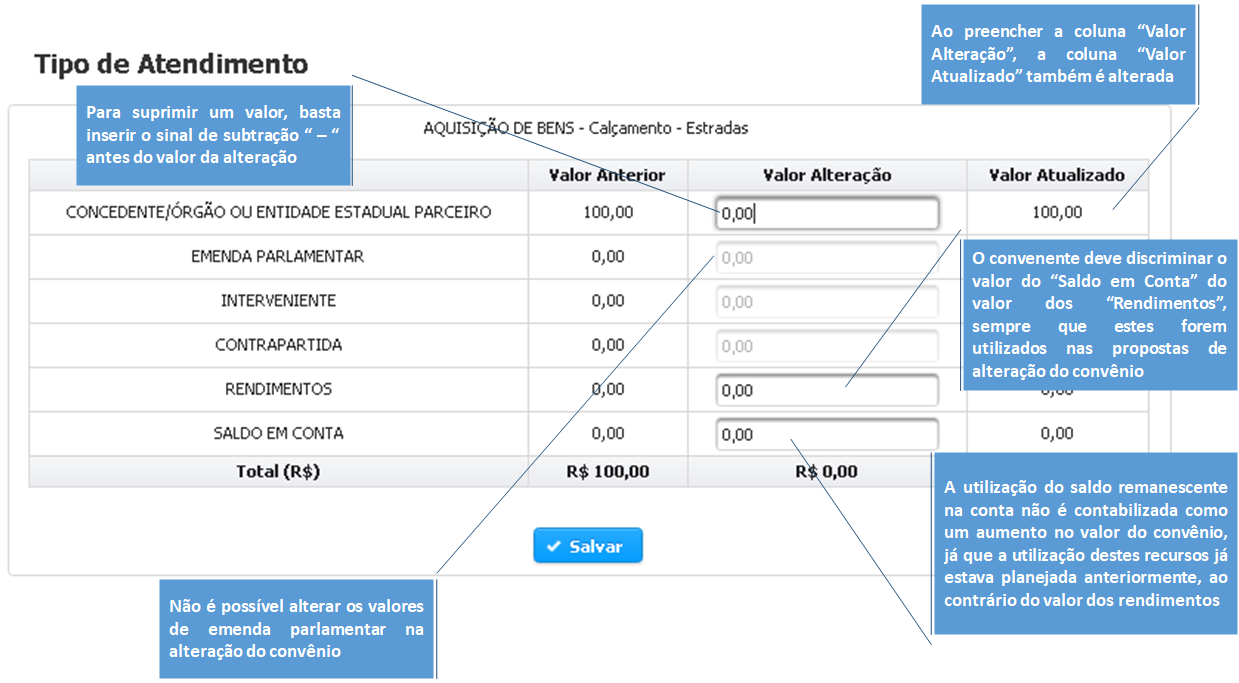 Ao preencher a coluna “Valor
Alteração”, a coluna “Valor
Atualizado” também é alterada
Tipo de Atendimento
Para suprimir um valor, basta
inserir o sinal de subtração “ – “
antes do valor da alteração
AQUISIÇÃO DE BENS - Calçamento - Estradas
Valor Anterior Valor Alteração Valor Atualizado
CONCEDENTE/ÓRGÃO OU ENTIDADE ESTADUAL PARCEIRO 100,00 0,00 100,00
EMENDA PARLAMENTAR 0,00 0,00
INTERVENIENTE 0,00 0,00
CONTRAPARTIDA 0,00 0,00
RENDIMENTOS 0,00 0,00 0,00
SALDO EM CONTA 0,00 0,00 0,00
Total (R$) R$ 100,00 R$ 0,00
O convenente deve discriminar o
valor do “Saldo em Conta” do
valor dos “Rendimentos”,
sempre que estes forem
utilizados nas propostas de
alteração do convênio
A utilização do saldo remanescente
na conta não é contabilizada como
um aumento no valor do convênio,
já que a utilização destes recursos já
estava planejada anteriormente, ao
contrário do valor dos rendimentos
Salvar
Não é possível alterar os valores
de emenda parlamentar na
alteração do convênio